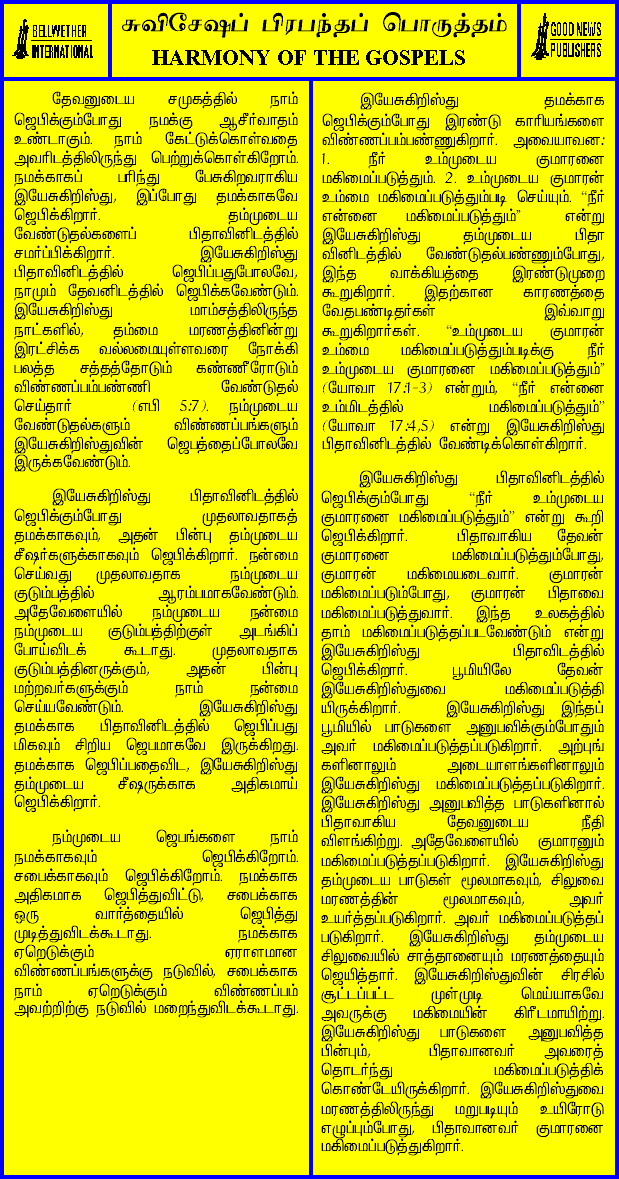 BELLWETHER
INTERNATIONAL
சுவிசேஷப் பிரபந்தப் பொருத்தம்
HARMONY OF THE GOSPELS
GOOD NEWS
PUBLISHERS
தேவனுடைய சமுகத்தில் நாம்
ஜெபிக்கும்போது நமக்கு ஆசீர்வாதம்
உண்டாகும். நாம் கேட்டுக்கொள்வதை
அவரிடத்திலிருந்து பெற்றுக்கொள்கிறோம்.
நமக்காகப் பரிந்து பேசுகிறவராகிய
இயேசுகிறிஸ்து, இப்போது தமக்காகவே
ஜெபிக்கிறார். தம்முடைய
வேண்டுதல்களைப் பிதாவினிடத்தில்
சமர்ப்பிக்கிறார். இயேசுகிறிஸ்து
பிதாவினிடத்தில் ஜெபிப்பதுபோலவே,
நாமும் தேவனிடத்தில் ஜெபிக்கவேண்டும்.
இயேசுகிறிஸ்து மாம்சத்திலிருந்த
நாட்களில், தம்மை மரணத்தினின்று
இரட்சிக்க வல்லமையுள்ளவரை நோக்கி
பலத்த சத்தத்தோடும் கண்ணீரோடும்
விண்ணப்பம்பண்ணி வேண்டுதல்
செய்தார் (எபி 5:7). நம்முடைய
வேண்டுதல்களும் விண்ணப்பங்களும்
இயேசுகிறிஸ்துவின் ஜெபத்தைப்போலவே
இருக்கவேண்டும்.
இயேசுகிறிஸ்து பிதாவினிடத்தில்
ஜெபிக்கும்போது முதலாவதாகத்
தமக்காகவும், அதன் பின்பு தம்முடைய
சீஷர்களுக்காகவும் ஜெபிக்கிறார். நன்மை
செய்வது முதலாவதாக நம்முடைய
குடும்பத்தில் ஆரம்பமாகவேண்டும்.
அதேவேளையில் நம்முடைய நன்மை
நம்முடைய குடும்பத்திற்குள் அடங்கிப்
போய்விடக் கூடாது. முதலாவதாக
குடும்பத்தினருக்கும், அதன் பின்பு
மற்றவர்களுக்கும் நாம் நன்மை
செய்யவேண்டும். இயேசுகிறிஸ்து
தமக்காக பிதாவினிடத்தில் ஜெபிப்பது
மிகவும் சிறிய ஜெபமாகவே இருக்கிறது.
தமக்காக ஜெபிப்பதைவிட, இயேசுகிறிஸ்து
தம்முடைய சீஷருக்காக அதிகமாய்
ஜெபிக்கிறார்.
நம்முடைய ஜெபங்களை நாம்
நமக்காகவும் ஜெபிக்கிறோம்.
சபைக்காகவும் ஜெபிக்கிறோம். நமக்காக
அதிகமாக ஜெபித்துவிட்டு, சபைக்காக
ஒரு வார்த்தையில் ஜெபித்து
முடித்துவிடக்கூடாது. நமக்காக
ஏறெடுக்கும் ஏராளமான
விண்ணப்பங்களுக்கு நடுவில், சபைக்காக
நாம் ஏறெடுக்கும் விண்ணப்பம்
அவற்றிற்கு நடுவில் மறைந்துவிடக்கூடாது.
இயேசுகிறிஸ்து தமக்காக
ஜெபிக்கும்போது இரண்டு காரியங்களை
விண்ணப்பம்பண்ணுகிறார். அவையாவன:
1. நீர் உம்முடைய குமாரனை
மகிமைப்படுத்தும். 2. உம்முடைய குமாரன்
உம்மை மகிமைப்படுத்தும்படி செய்யும். “நீர்
என்னை மகிமைப்படுத்தும்” என்று
இயேசுகிறிஸ்து தம்முடைய பிதா
வினிடத்தில் வேண்டுதல்பண்ணும்போது,
இந்த வாக்கியத்தை இரண்டுமுறை
கூறுகிறார். இதற்கான காரணத்தை
வேதபண்டிதர்கள் இவ்வாறு
கூறுகிறார்கள். “உம்முடைய குமாரன்
உம்மை மகிமைப்படுத்தும்படிக்கு நீர்
உம்முடைய குமாரனை மகிமைப்படுத்தும்”
(யோவா 17:1-3) என்றும், “நீர் என்னை
உம்மிடத்தில் மகிமைப்படுத்தும்”
(யோவா 17:4,5) என்று இயேசுகிறிஸ்து
பிதாவினிடத்தில் வேண்டிக்கொள்கிறார்.
இயேசுகிறிஸ்து பிதாவினிடத்தில்
ஜெபிக்கும்போது “நீர் உம்முடைய
குமாரனை மகிமைப்படுத்தும்” என்று கூறி
ஜெபிக்கிறார். பிதாவாகிய தேவன்
குமாரனை மகிமைப்படுத்தும்போது,
குமாரன் மகிமையடைவார். குமாரன்
மகிமைப்படும்போது, குமாரன் பிதாவை
மகிமைப்படுத்துவார். இந்த உலகத்தில்
தாம் மகிமைப்படுத்தப்படவேண்டும் என்று
இயேசுகிறிஸ்து பிதாவிடத்தில்
ஜெபிக்கிறார். பூமியிலே தேவன்
இயேசுகிறிஸ்துவை மகிமைப்படுத்தி
யிருக்கிறார். இயேசுகிறிஸ்து இந்தப்
பூமியில் பாடுகளை அனுபவிக்கும்போதும்
அவர் மகிமைப்படுத்தப்படுகிறார். அற்புங்
களினாலும் அடையாளங்களினாலும்
இயேசுகிறிஸ்து மகிமைப்படுத்தப்படுகிறார்.
இயேசுகிறிஸ்து அனுபவித்த பாடுகளினால்
பிதாவாகிய தேவனுடைய நீதி
விளங்கிற்று. அதேவேளையில் குமாரனும்
மகிமைப்படுத்தப்படுகிறார். இயேசுகிறிஸ்து
தம்முடைய பாடுகள் மூலமாகவும், சிலுவை
மரணத்தின் மூலமாகவும், அவர்
உயர்த்தப்படுகிறார். அவர் மகிமைப்படுத்தப்
படுகிறார். இயேசுகிறிஸ்து தம்முடைய
சிலுவையில் சாத்தானையும் மரணத்தையும்
ஜெயித்தார். இயேசுகிறிஸ்துவின் சிரசில்
சூட்டப்பட்ட முள்முடி மெய்யாகவே
அவருக்கு மகிமையின் கிரீடமாயிற்று.
இயேசுகிறிஸ்து பாடுகளை அனுபவித்த
பின்பும், பிதாவானவர் அவரைத்
தொடர்ந்து மகிமைப்படுத்திக்
கொண்டேயிருக்கிறார். இயேசுகிறிஸ்துவை
மரணத்திலிருந்து மறுபடியும் உயிரோடு
எழுப்பும்போது, பிதாவானவர் குமாரனை
மகிமைப்படுத்துகிறார்.